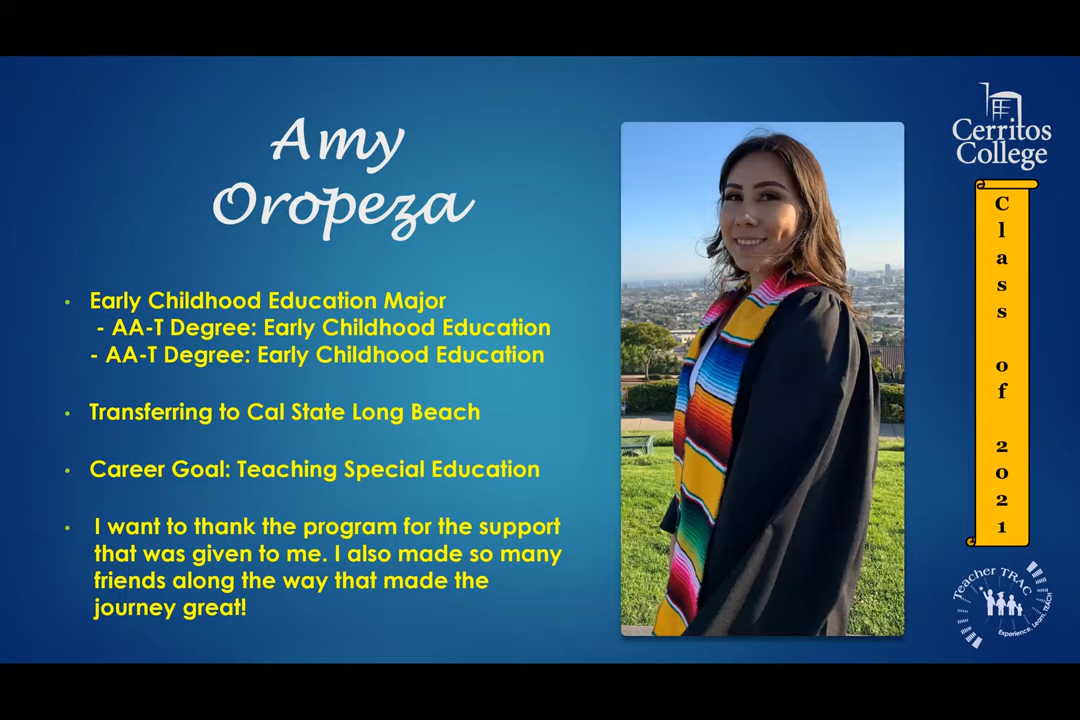 Amy
Oropeza
• Early Childhood Education Major
- AA-T Degree: Early Childhood Education
- AA-T Degree: Early Childhood Education
• Transferring to Cal State Long Beach
• Career Goal: Teaching Special Education
• I want to thank the program for the support
that was given to me. I also made so many
friends along the way that made the
journey great!
Cerritos
College
Class of 2021
Teacher TRAC
Experience, Learn, TEACH